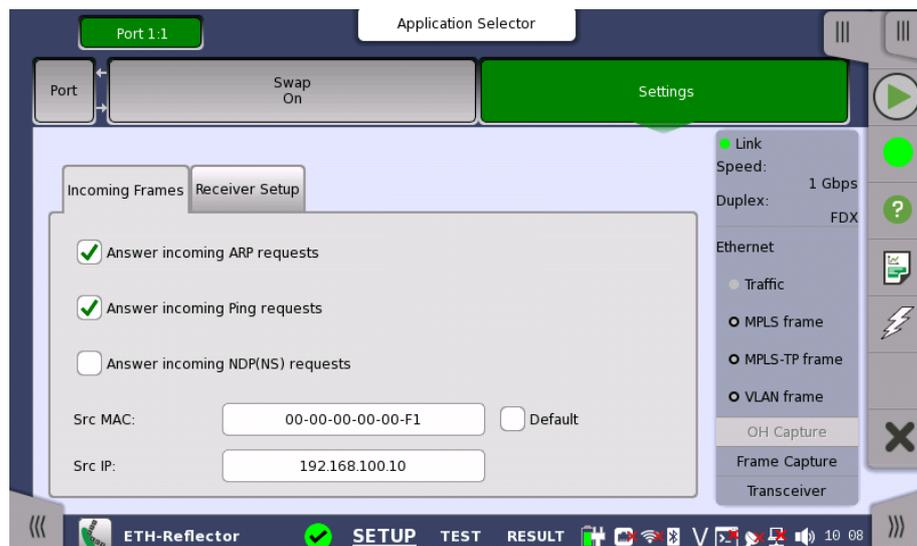 Application Selector
Port 1:1
Port
Swap
On
Settings
Incoming Frames
Receiver Setup
Answer incoming ARP requests
Answer incoming Ping requests
Answer incoming NDP(NS) requests
Src MAC:
00-00-00-00-00-F1
Default
Src IP:
192.168.100.10
Link
Speed:
1 Gbps
Duplex:
FDX
Ethernet
Traffic
MPLS frame
MPLS-TP frame
VLAN frame
OH Capture
Frame Capture
Transceiver
ETH-Reflector
SETUP
TEST
RESULT
V
10 08